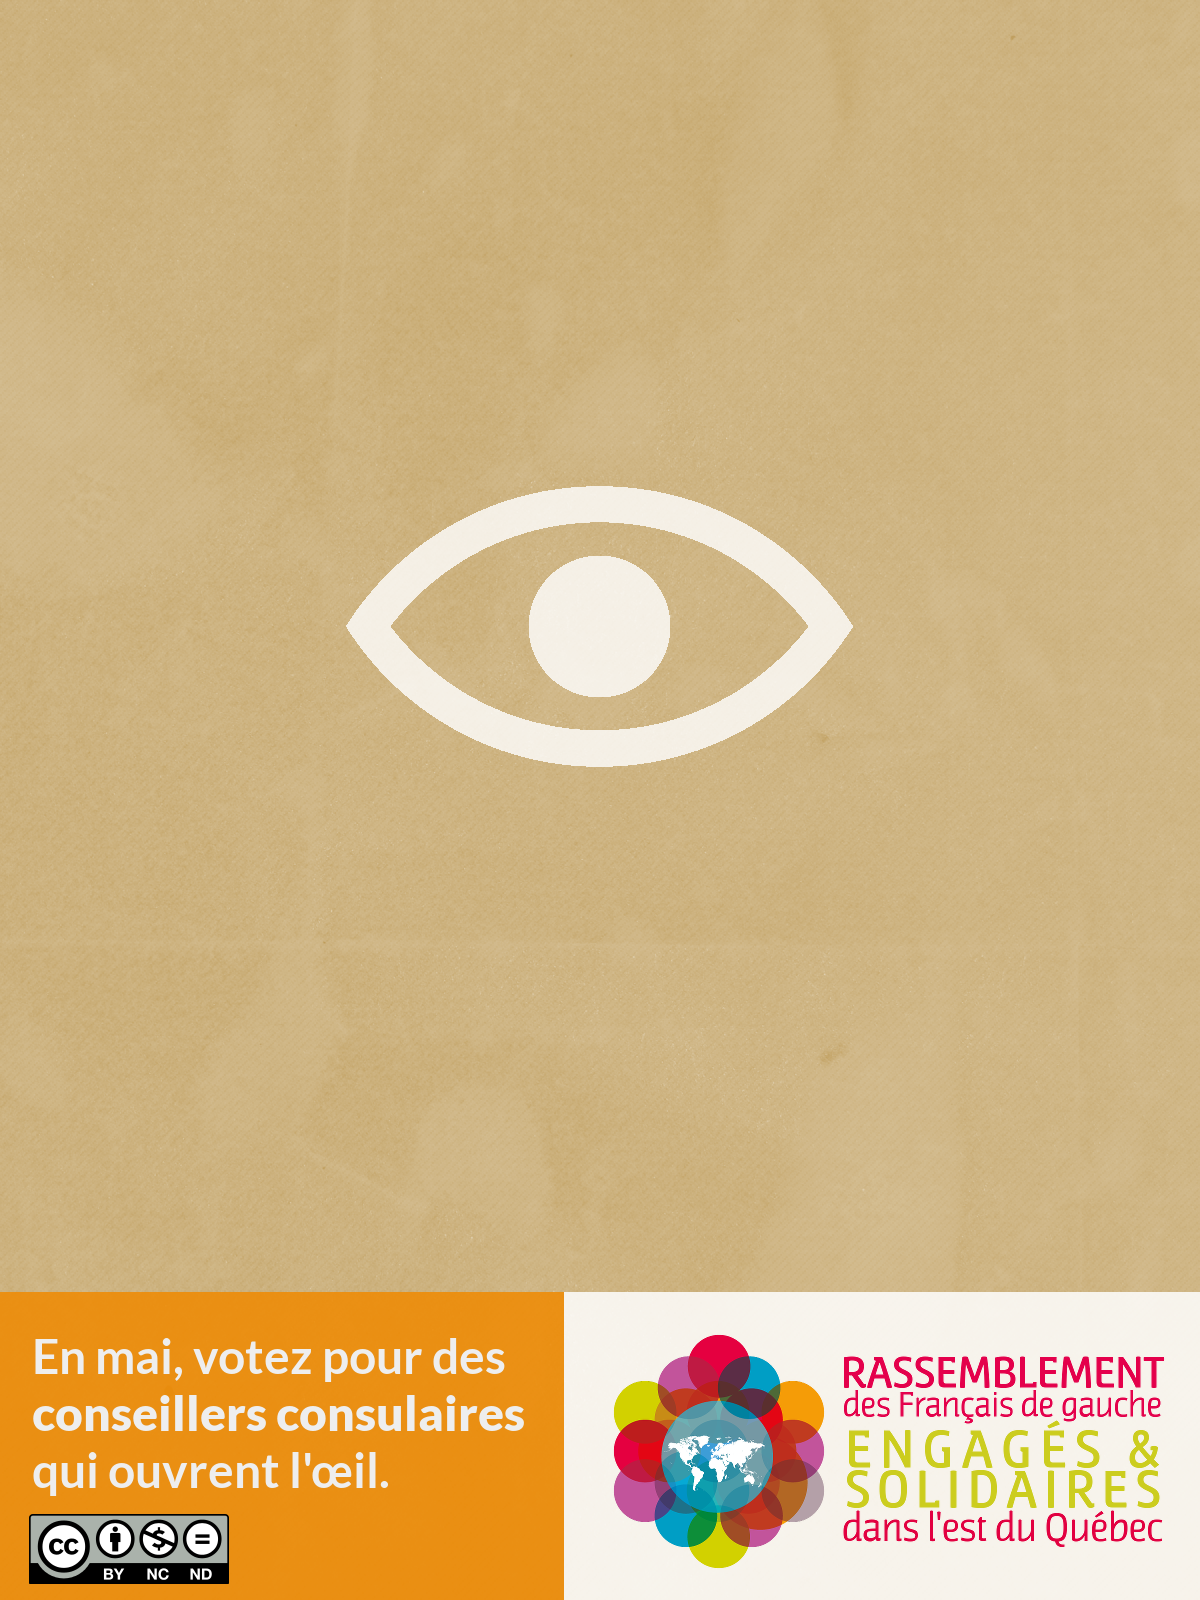 En mai, votez pour des
conseillers consulaires
qui ouvrent l'œil.
CC
BY NC ND
RASSEMBLEMENT
des Français de gauche
ENGAGÉS &
SOLIDAIRES
dans l'est du Québec